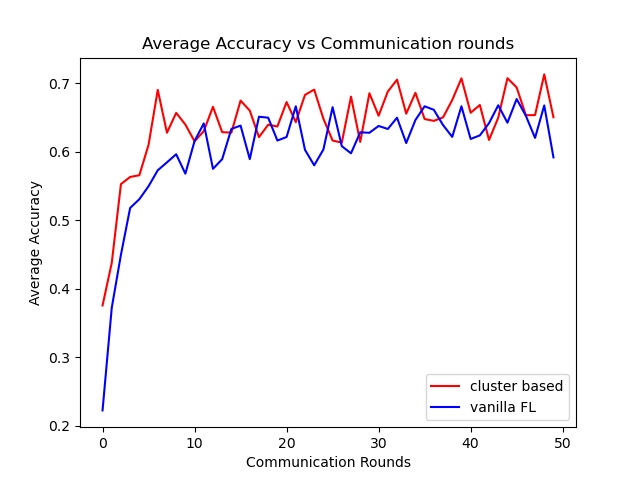 Average Accuracy vs Communication rounds
0.7
0.6
0.5
0.4
0.3
0.2
Average Accuracy
0 10 20 30 40 50
Communication Rounds
cluster based
vanilla FL